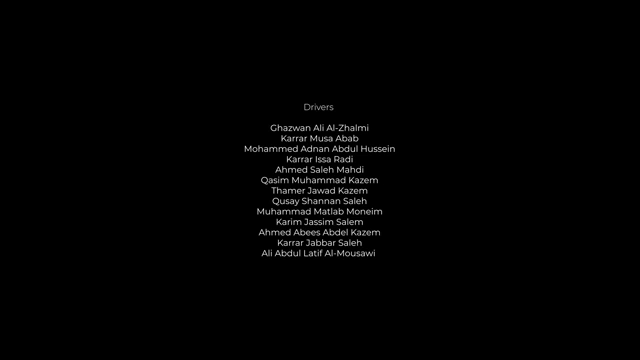 Drivers
Ghazwan Ali Al-Zhalmi
Karrar Musa Abab
Mohammed Adnan Abdul Hussein
Karrar Issa Radi
Ahmed Saleh Mahdi
Qasim Muhammad Kazem
Thamer Jawad Kazem
Qusay Shannan Saleh
Muhammad Matlab Moneim
Karim Jassim Salem
Ahmed Abees Abdel Kazem
Karrar Jabbar Saleh
Ali Abdul Latif Al-Mousawi